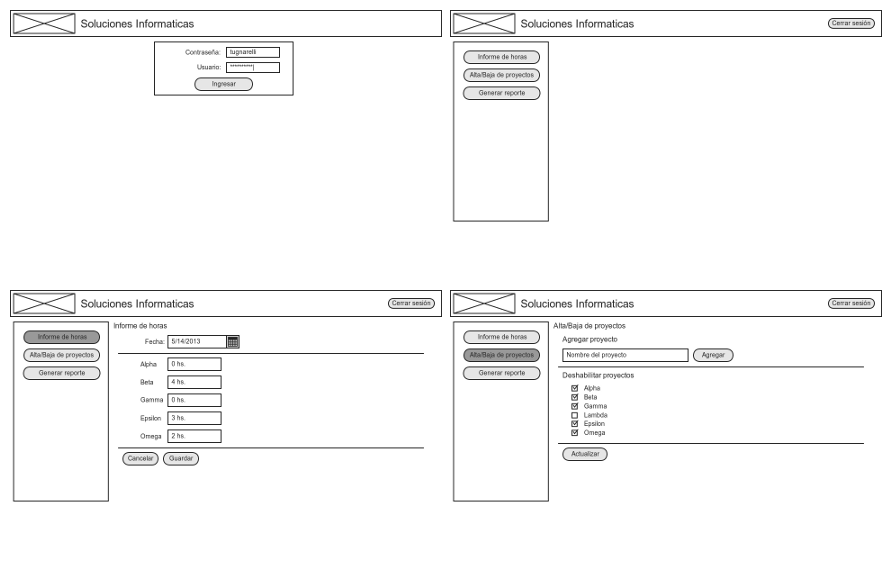 Soluciones Informaticas
Contraseña: tugnarelli
Usuario: **********|
Ingresar
Soluciones Informaticas Cerrar sesión
Informe de horas
Alta/Baja de proyectos
Generar reporte
Soluciones Informaticas Cerrar sesión
Informe de horas
Alta/Baja de proyectos
Generar reporte
Informe de horas
Fecha: 5/14/2013
Alpha 0 hs.
Beta 4 hs.
Gamma 0 hs.
Epsilon 3 hs.
Omega 2 hs.
Cancelar Guardar
Soluciones Informaticas Cerrar sesión
Informe de horas
Alta/Baja de proyectos
Generar reporte
Alta/Baja de proyectos
Agregar proyecto
Nombre del proyecto Agregar
Deshabilitar proyectos
Alpha
Beta
Gamma
Lambda
Epsilon
Omega
Actualizar